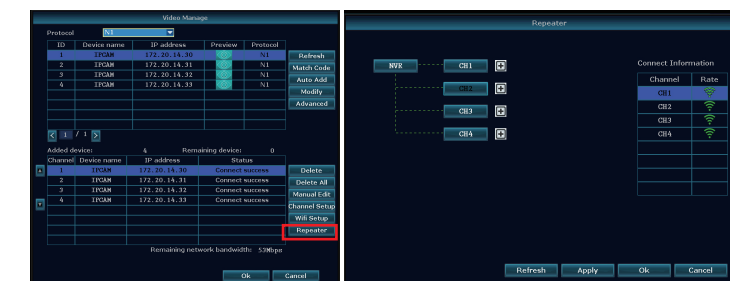 Video Manage
Protocol N1
ID Device name IP address Preview Protocol
1 IPCAM 172.20.14.30 N1
2 IPCAM 172.20.14.31 N1
3 IPCAM 172.20.14.32 N1
4 IPCAM 172.20.14.33 N1
Refresh
Match Code
Auto Add
Modify
Advanced
< 1 / 1 >
Added device: 4 Remaining device: 0
Channel Device name IP address Status
1 IPCAM 172.20.14.30 Connect success
2 IPCAM 172.20.14.31 Connect success
3 IPCAM 172.20.14.32 Connect success
4 IPCAM 172.20.14.33 Connect success
Delete
Delete All
Manual Edit
Channel Setup
Wifi Setup
Repeater
Remaining network bandwidth: 53Mbps
Ok Cancel
Repeater
NVR
CH1
CH2
CH3
CH4
Connect Information
Channel Rate
CH1
CH2
CH3
CH4
Refresh Apply Ok Cancel